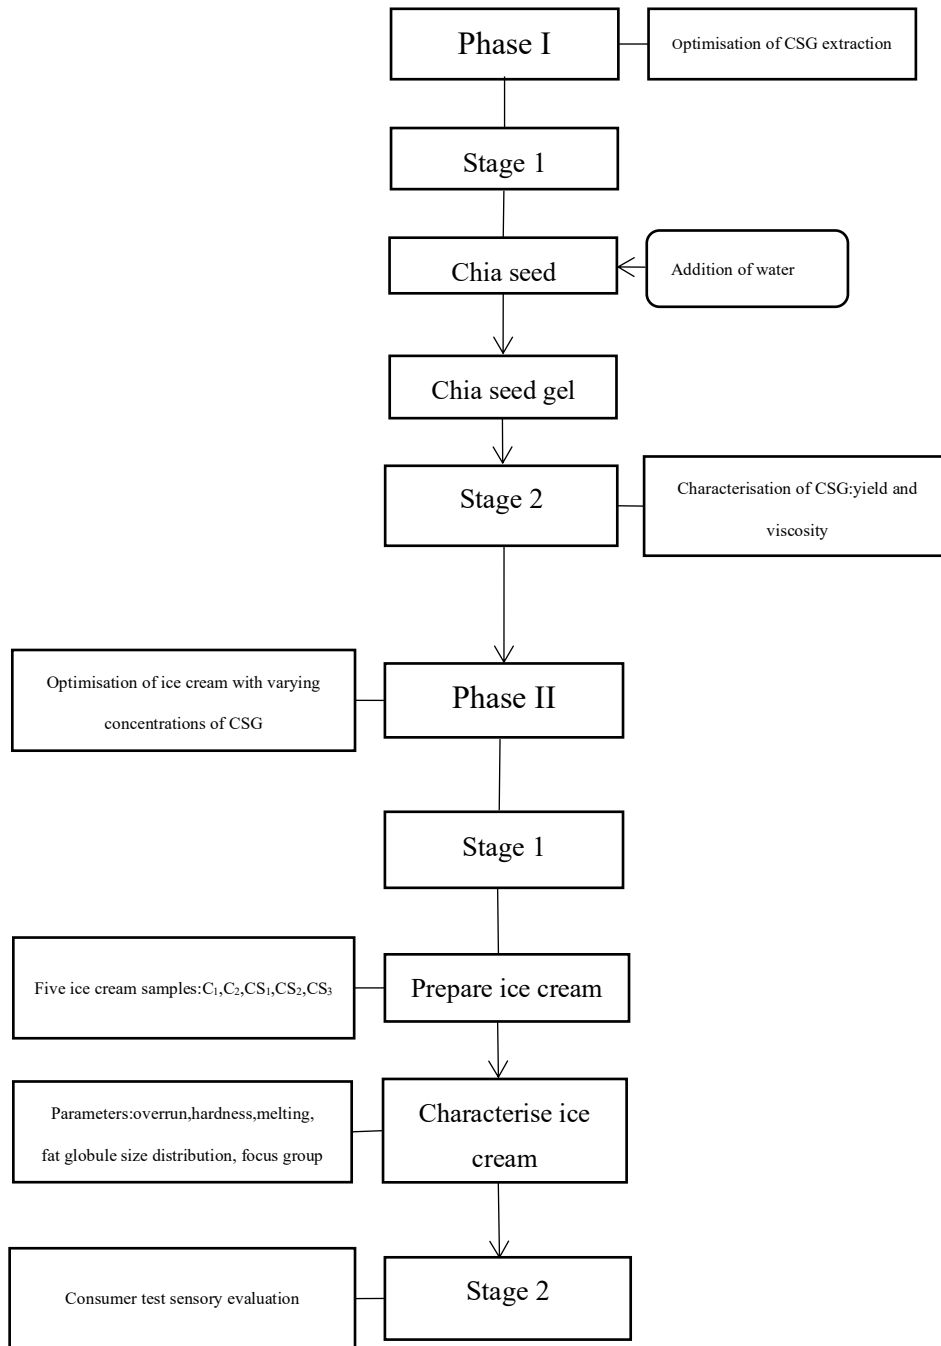 Phase I
Optimisation of CSG extraction
Stage 1
Chia seed
Addition of water
Chia seed gel
Stage 2
Characterisation of CSG:yield and
viscosity
Optimisation of ice cream with varying
concentrations of CSG
Phase II
Stage 1
Five ice cream samples:C₁,C₂,CS₁,CS₂,CS₃
Prepare ice cream
Parameters:overrun,hardness,melting,
fat globule size distribution, focus group
Characterise ice
cream
Consumer test sensory evaluation
Stage 2